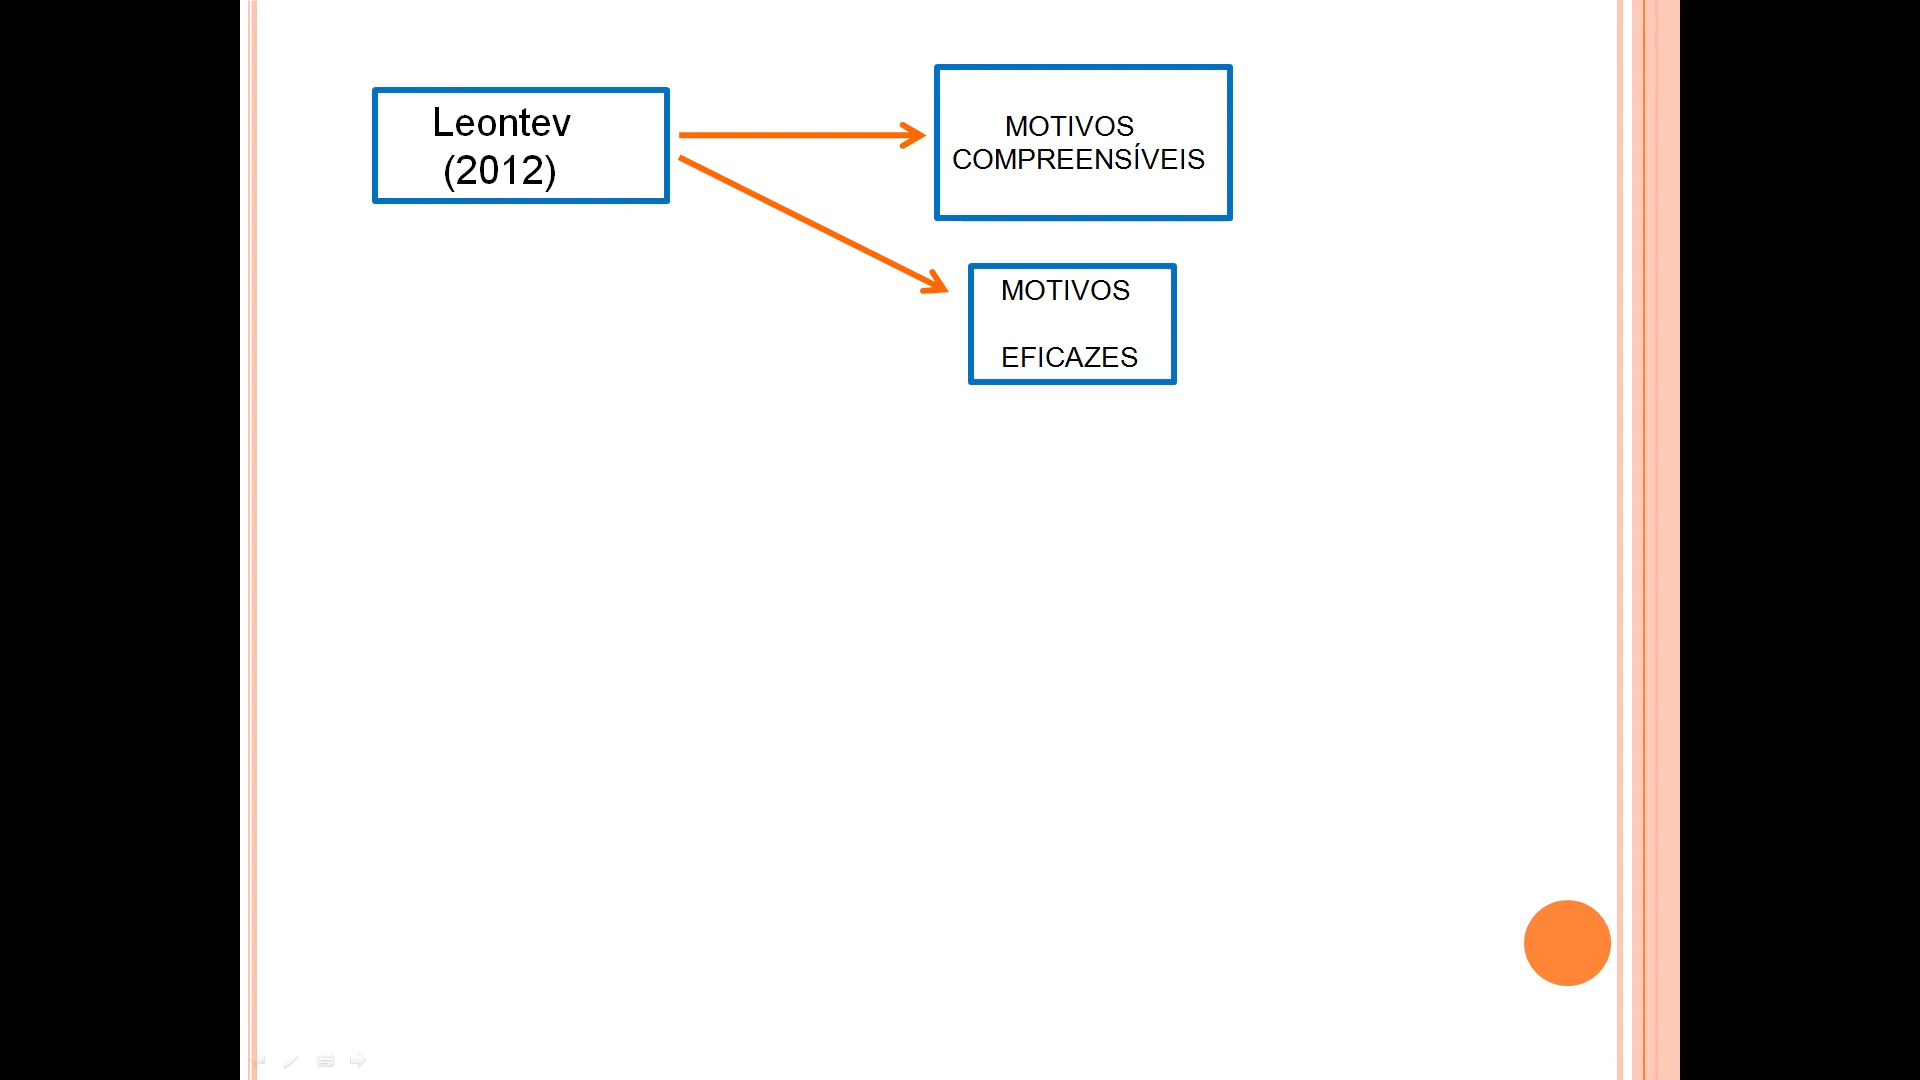 Leontev
(2012)
MOTIVOS
COMPREENSÍVEIS
MOTIVOS
EFICAZES